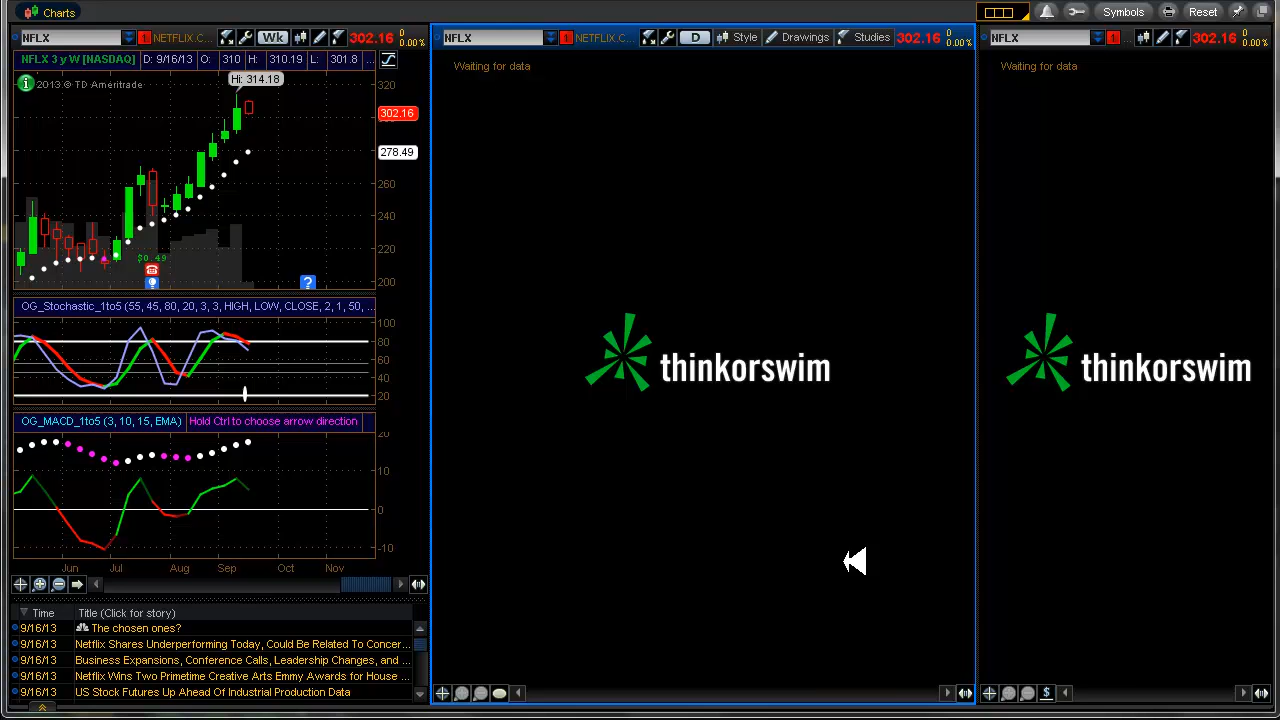 Charts
Symbols Reset
NFLX 1 NETFLIX.C... Wk 302.16 0 0.00%
NFLX 3 y W [NASDAQ] D: 9/16/13 O: 310 H: 310.19 L: 301.8 ...
2013 © TD Ameritrade
Hi: 314.18
320
302.16
278.49
260
240
220
200
$0.49
?
OG_Stochastic_1to5 (55, 45, 80, 20, 3, 3, HIGH, LOW, CLOSE, 2, 1, 50, ...
100
80
60
40
20
OG_MACD_1to5 (3, 10, 15, EMA) Hold Ctrl to choose arrow direction
20
10
0
-10
Jun Jul Aug Sep Oct Nov
Time Title (Click for story)
9/16/13 The chosen ones?
9/16/13 Netflix Shares Underperforming Today, Could Be Related To Concer...
9/16/13 Business Expansions, Conference Calls, Leadership Changes, and ...
9/16/13 Netflix Wins Two Primetime Creative Arts Emmy Awards for House ...
9/16/13 US Stock Futures Up Ahead Of Industrial Production Data
NFLX 1 NETFLIX.C... D Style Drawings Studies 302.16 0 0.00%
Waiting for data
thinkorswim
NFLX 1 ... 302.16 0 0.00%
Waiting for data
thinkorswim
$